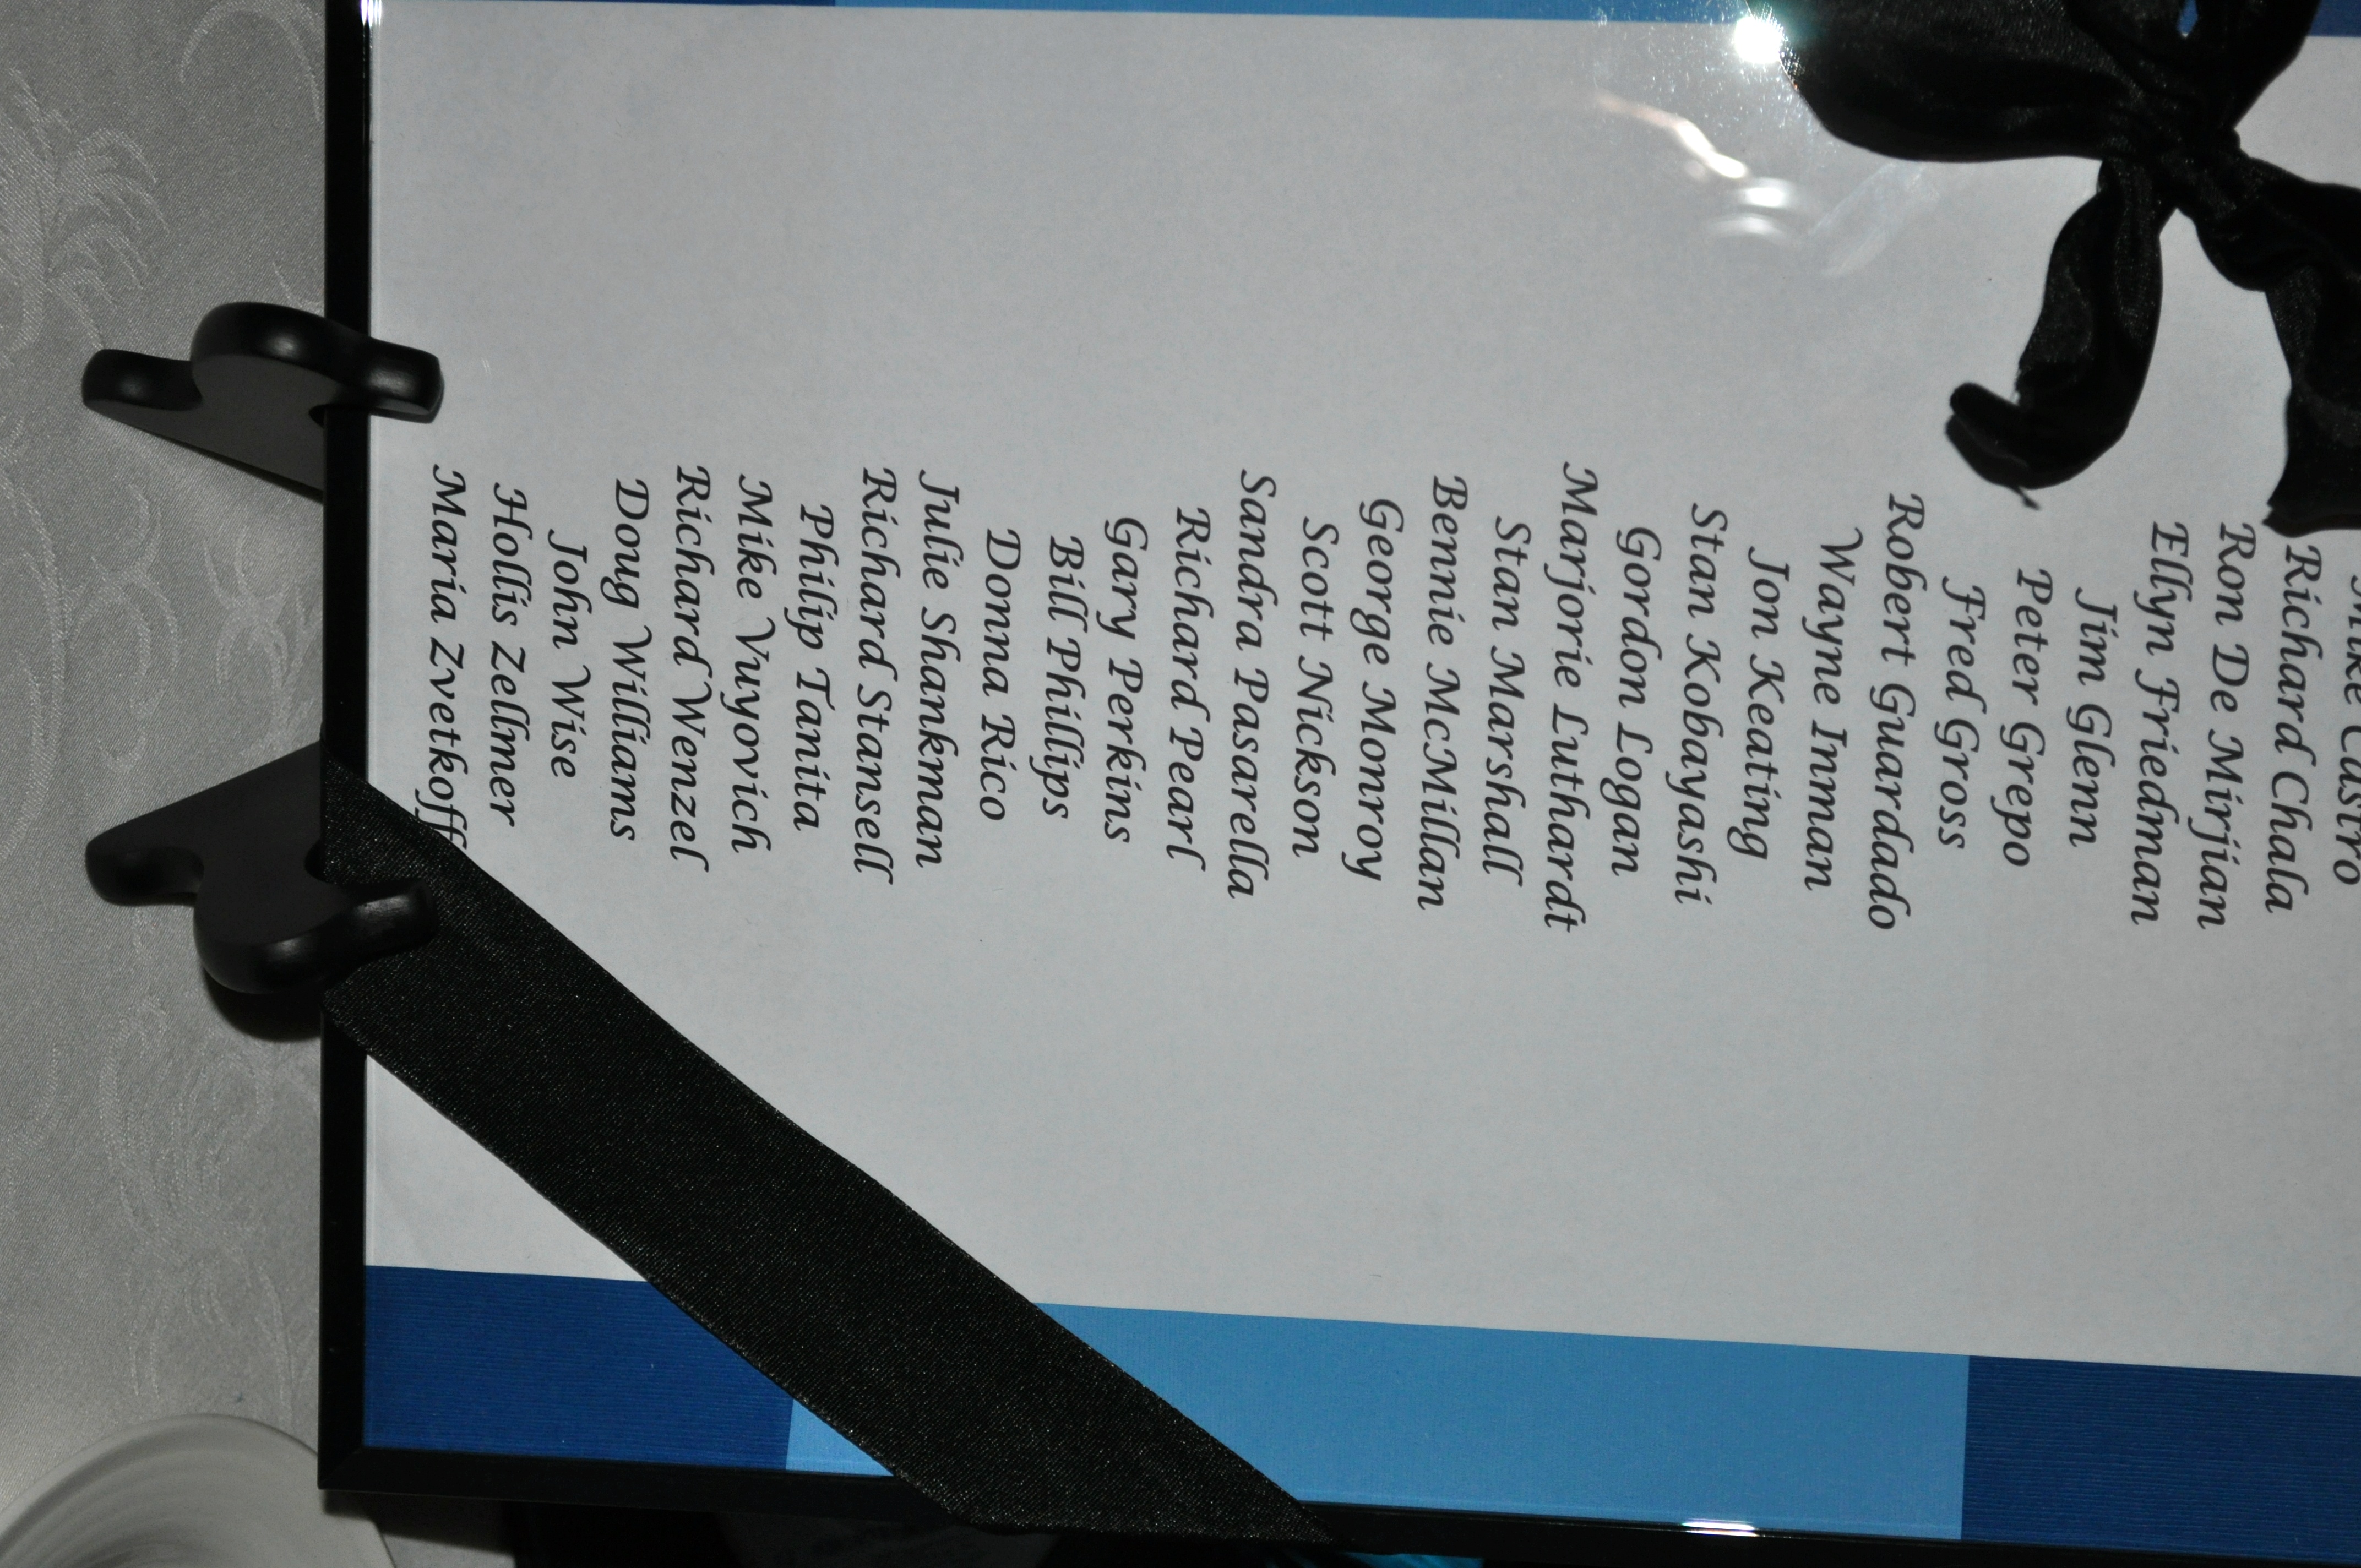 Mike Castro
Richard Chala
Ron De Mirjian
Ellyn Friedman
Jim Glenn
Peter Grepo
Fred Gross
Robert Guardado
Wayne Inman
Jon Keating
Stan Kobayashi
Gordon Logan
Marjorie Luthardt
Stan Marshall
Bennie McMillan
George Monroy
Scott Nickson
Sandra Pasarella
Richard Pearl
Gary Perkins
Bill Phillips
Donna Rico
Julie Shankman
Richard Stansell
Philip Tanita
Mike Vuyovich
Richard Wenzel
Doug Williams
John Wise
Hollis Zellmer
Maria Zvetkoff